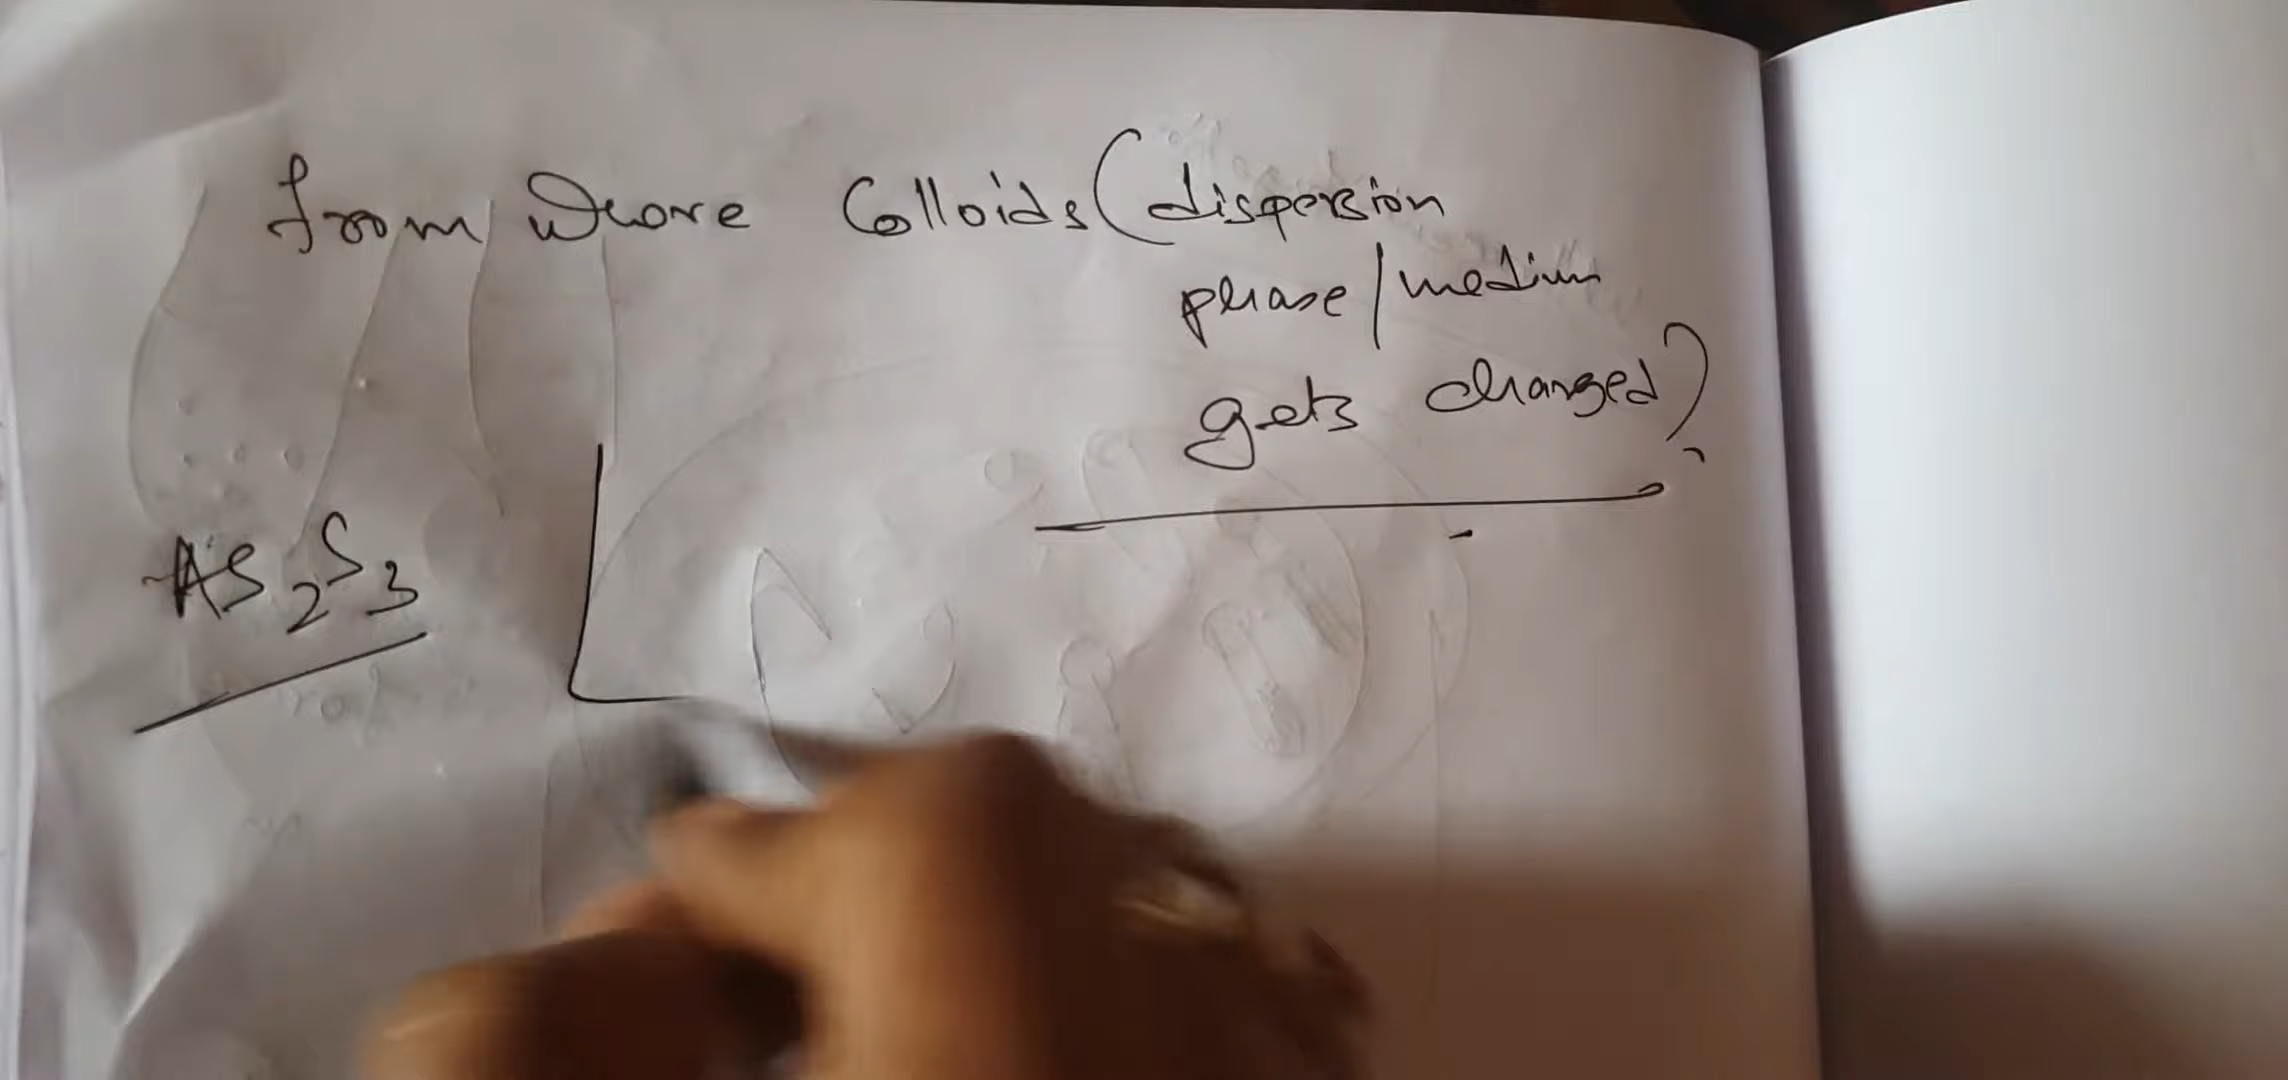 from where Colloids (dispersion
phase/medium
gets changed)?
AS2S3